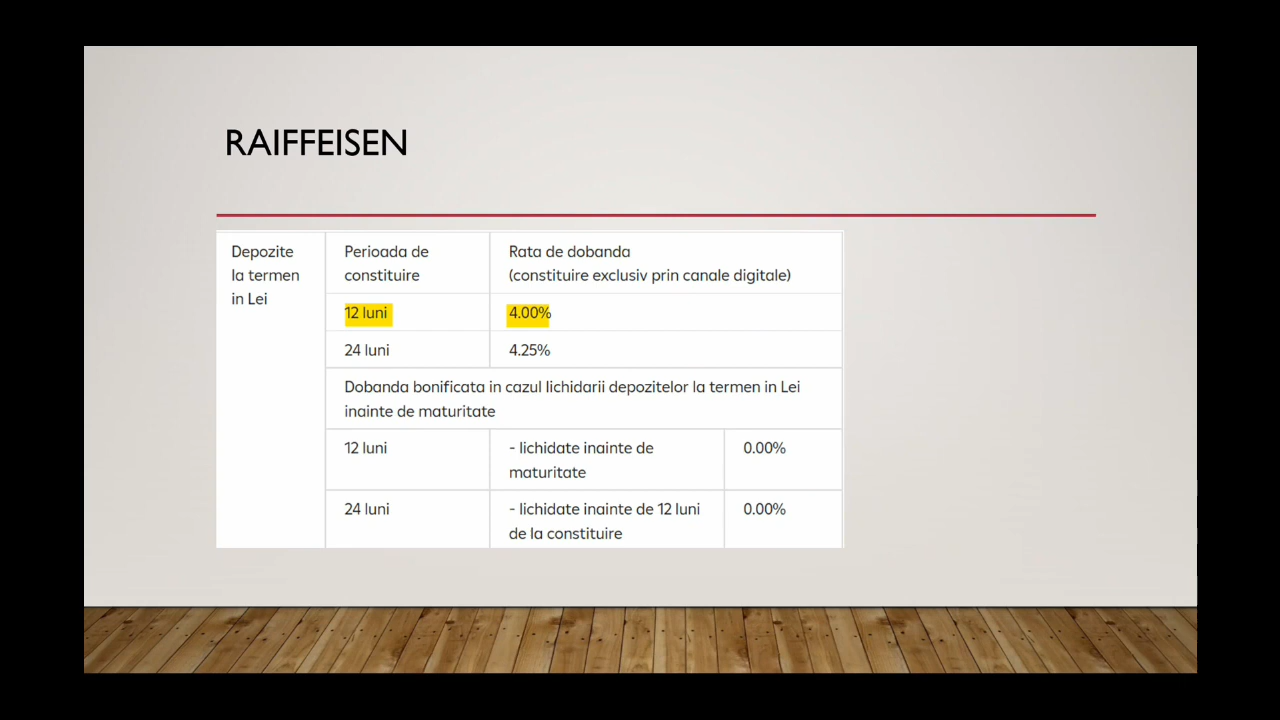 RAIFFEISEN
Depozite
la termen
in Lei
Perioada de
constituire
Rata de dobanda
(constituire exclusiv prin canale digitale)
12 luni
4.00%
24 luni
4.25%
Dobanda bonificata in cazul lichidarii depozitelor la termen in Lei
inainte de maturitate
12 luni
- lichidate inainte de
maturitate
0.00%
24 luni
- lichidate inainte de 12 luni
de la constituire
0.00%